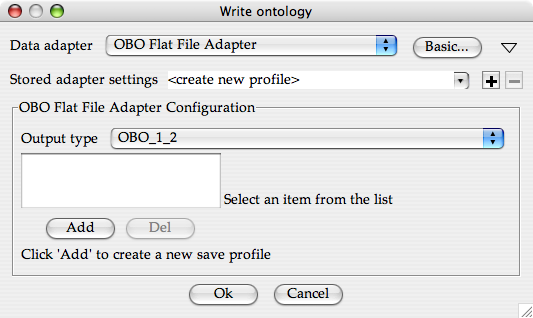 Write ontology
Data adapter OBO Flat File Adapter Basic...
Stored adapter settings <create new profile> + −
OBO Flat File Adapter Configuration
Output type OBO_1_2
Select an item from the list
Add Del
Click 'Add' to create a new save profile
Ok Cancel